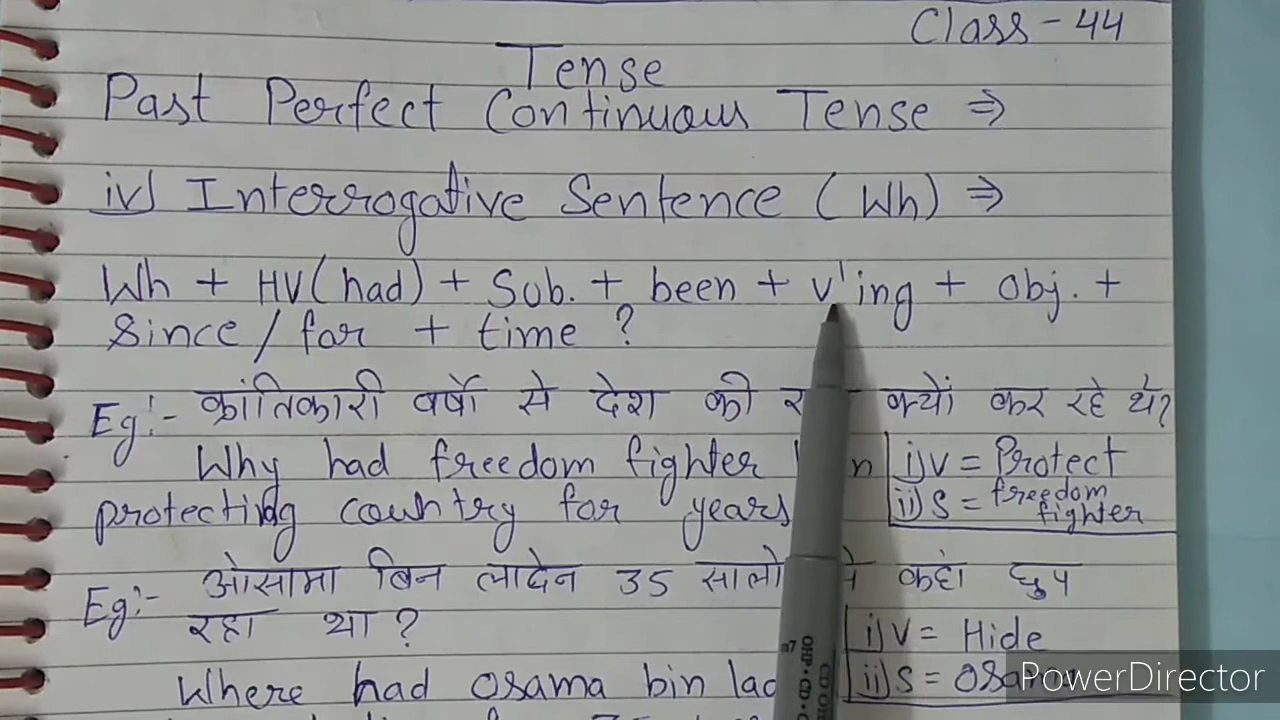 Class-44
Tense
Past Perfect Continuous Tense ⇒
iv) Interrogative Sentence (Wh) ⇒
Wh + HV(had) + Sub. + been + v'ing + Obj. +
Since/for + time ?
Eg:- क्रांतिकारी वर्षो से देश की क्यों कर रहे थे?
Why had freedom fighter
i) V = Protect
protecting country for years
ii) S = freedom fighter
Eg:- ओसामा बिन लादेन 35 सालो कहां छुप
रहा था ?
i) V = Hide
Where had osama bin
ii) S =
PowerDirector